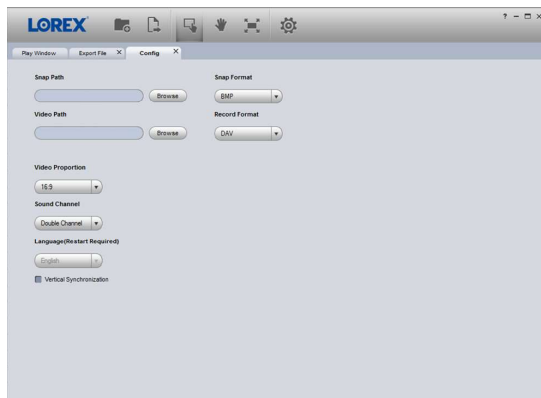 LOREX
?
Play Window Export File X Config X
Snap Path Snap Format
Browse BMP
Video Path Record Format
Browse DAV
Video Proportion
16:9
Sound Channel
Double Channel
Language(Restart Required)
English
Vertical Synchronization